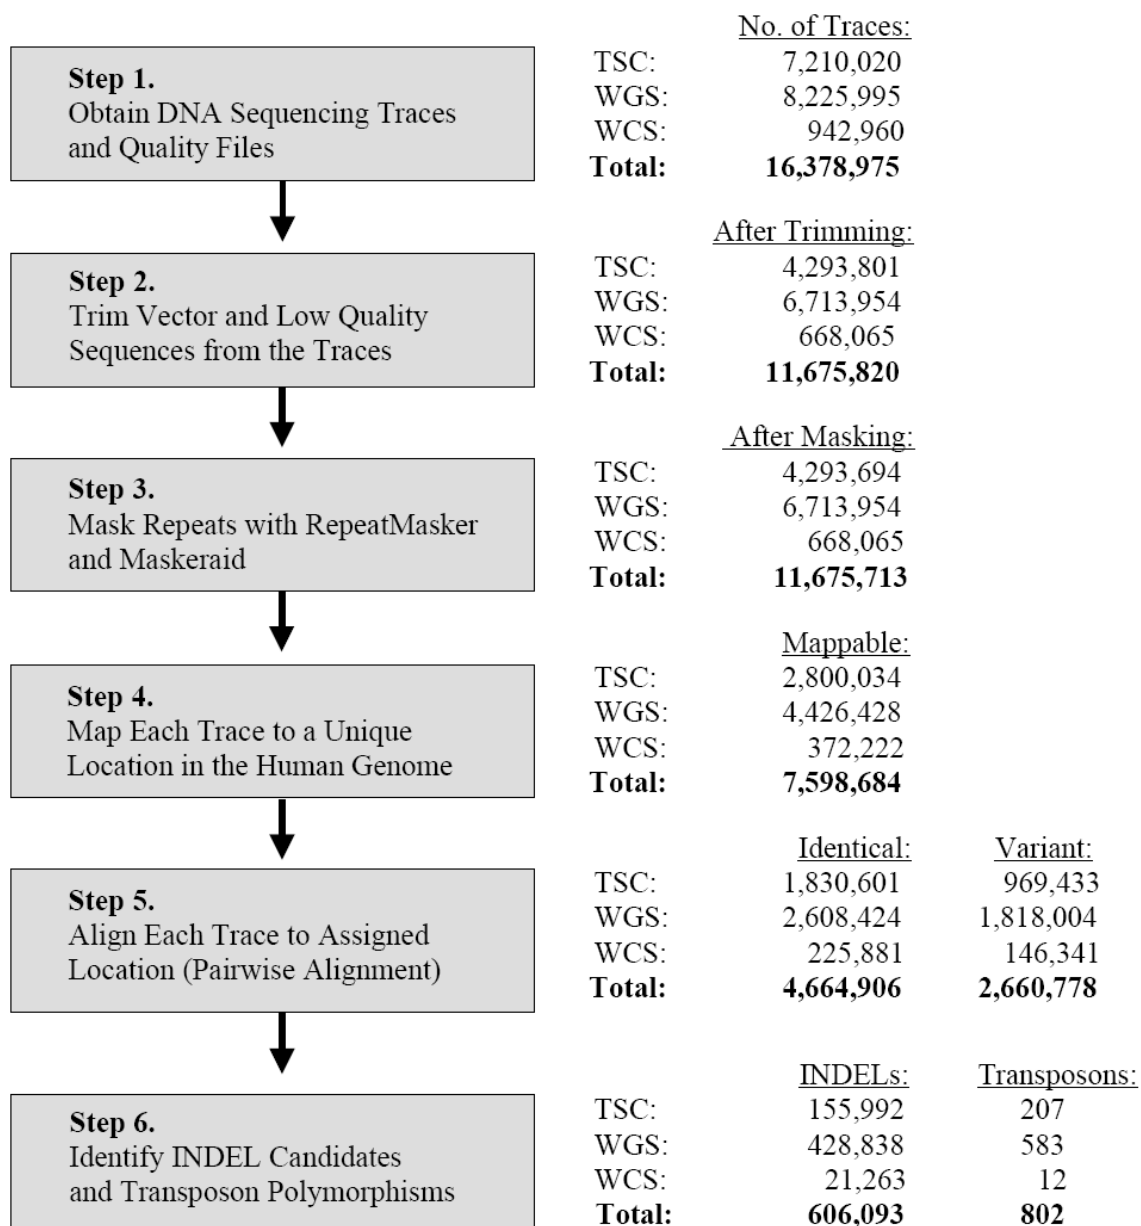 No. of Traces:
Step 1.
Obtain DNA Sequencing Traces
and Quality Files
TSC: 7,210,020
WGS: 8,225,995
WCS: 942,960
Total: 16,378,975
After Trimming:
Step 2.
Trim Vector and Low Quality
Sequences from the Traces
TSC: 4,293,801
WGS: 6,713,954
WCS: 668,065
Total: 11,675,820
After Masking:
Step 3.
Mask Repeats with RepeatMasker
and Maskeraid
TSC: 4,293,694
WGS: 6,713,954
WCS: 668,065
Total: 11,675,713
Mappable:
Step 4.
Map Each Trace to a Unique
Location in the Human Genome
TSC: 2,800,034
WGS: 4,426,428
WCS: 372,222
Total: 7,598,684
Identical: Variant:
Step 5.
Align Each Trace to Assigned
Location (Pairwise Alignment)
TSC: 1,830,601 969,433
WGS: 2,608,424 1,818,004
WCS: 225,881 146,341
Total: 4,664,906 2,660,778
INDELs: Transposons:
Step 6.
Identify INDEL Candidates
and Transposon Polymorphisms
TSC: 155,992 207
WGS: 428,838 583
WCS: 21,263 12
Total: 606,093 802